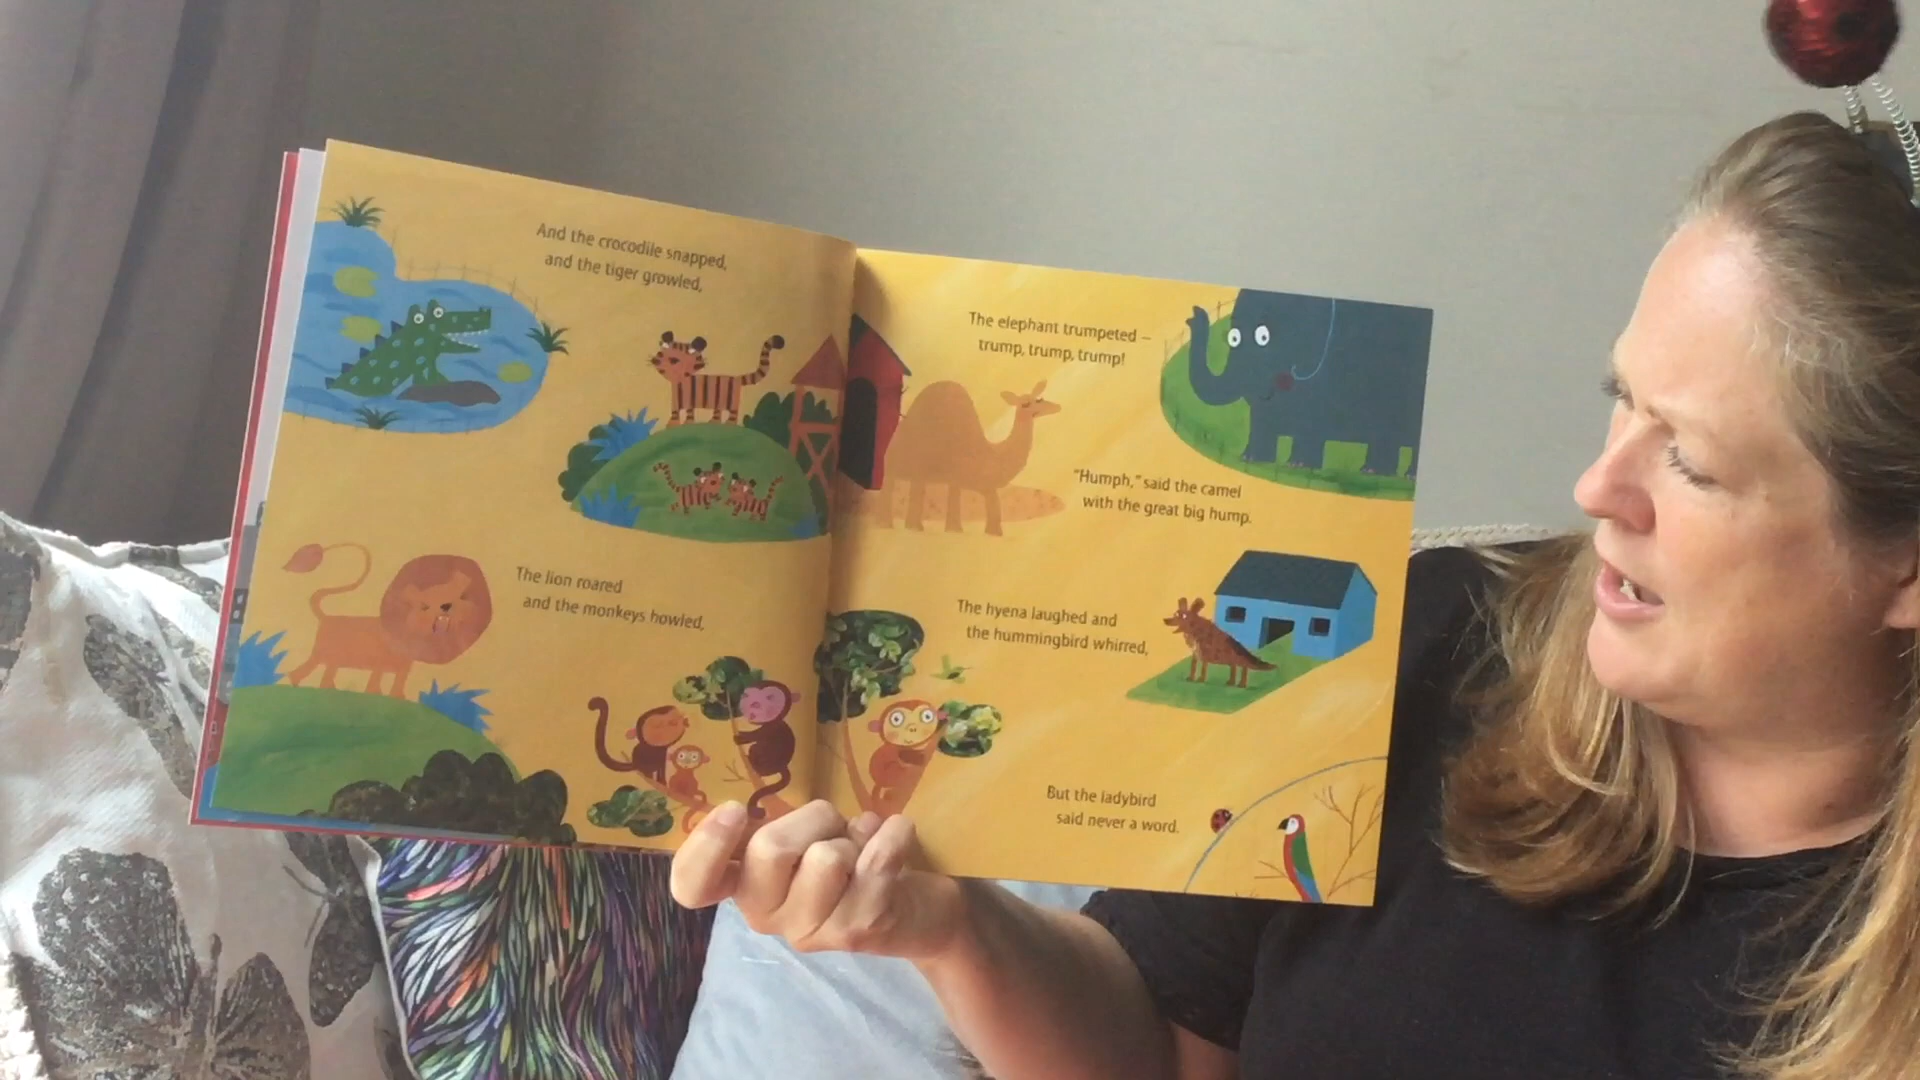 And the crocodile snapped,
and the tiger growled,
The lion roared
and the monkeys howled,
The elephant trumpeted –
trump, trump, trump!
"Humph," said the camel
with the great big hump.
The hyena laughed and
the hummingbird whirred,
But the ladybird
said never a word.